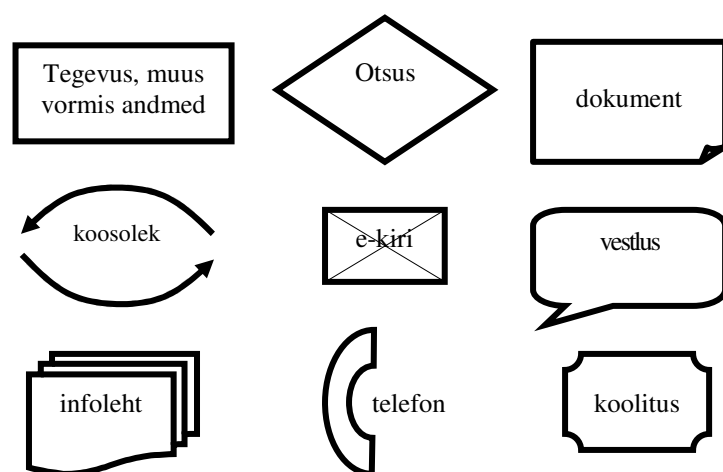 Tegevus, muus
vormis andmed
Otsus
dokument
koosolek
e-kiri
vestlus
infoleht
telefon
koolitus